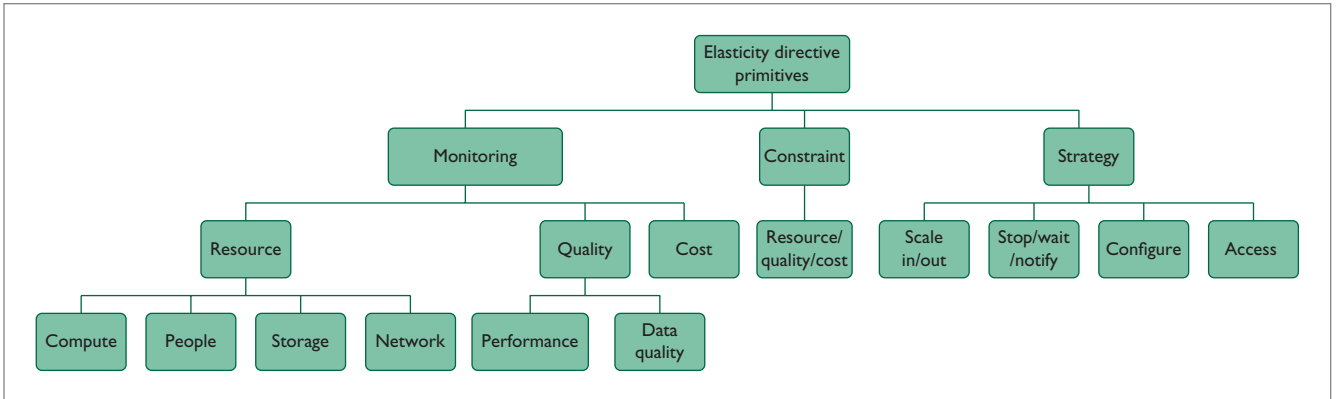 Elasticity directive
primitives
Monitoring
Constraint
Strategy
Resource
Quality
Cost
Resource/
quality/cost
Scale
in/out
Stop/wait
/notify
Configure
Access
Compute
People
Storage
Network
Performance
Data
quality